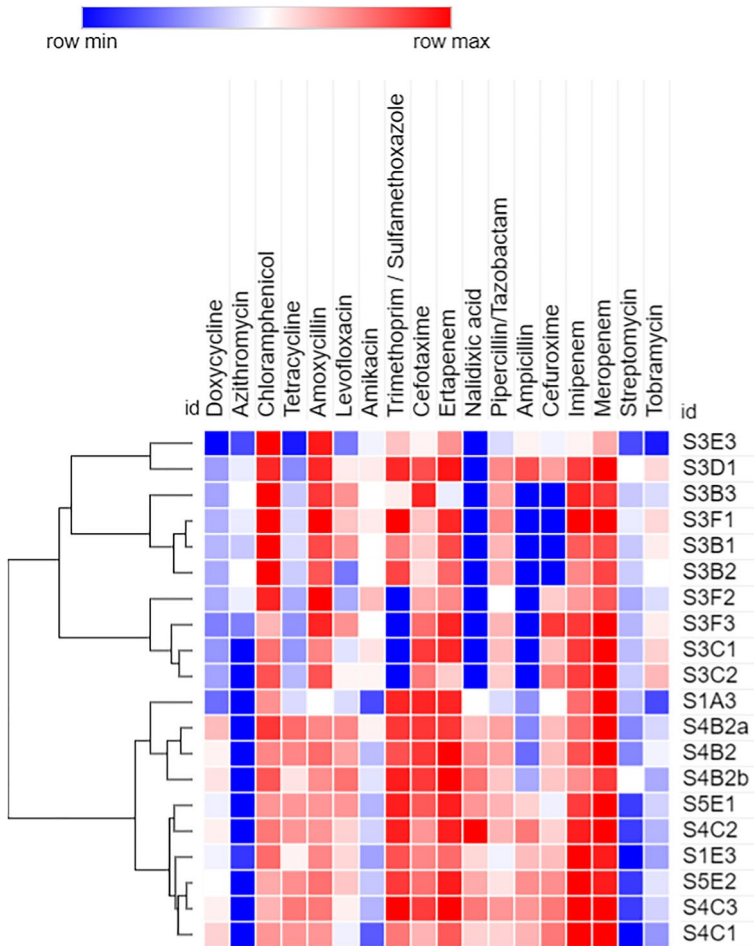 row min row max
id Doxycycline Azithromycin Chloramphenicol Tetracycline Amoxycillin Levofloxacin Amikacin Trimethoprim / Sulfamethoxazole Cefotaxime Ertapenem Nalidixic acid Pipercillin/Tazobactam Ampicillin Cefuroxime Imipenem Meropenem Streptomycin Tobramycin id
S3E3
S3D1
S3B3
S3F1
S3B1
S3B2
S3F2
S3F3
S3C1
S3C2
S1A3
S4B2a
S4B2
S4B2b
S5E1
S4C2
S1E3
S5E2
S4C3
S4C1